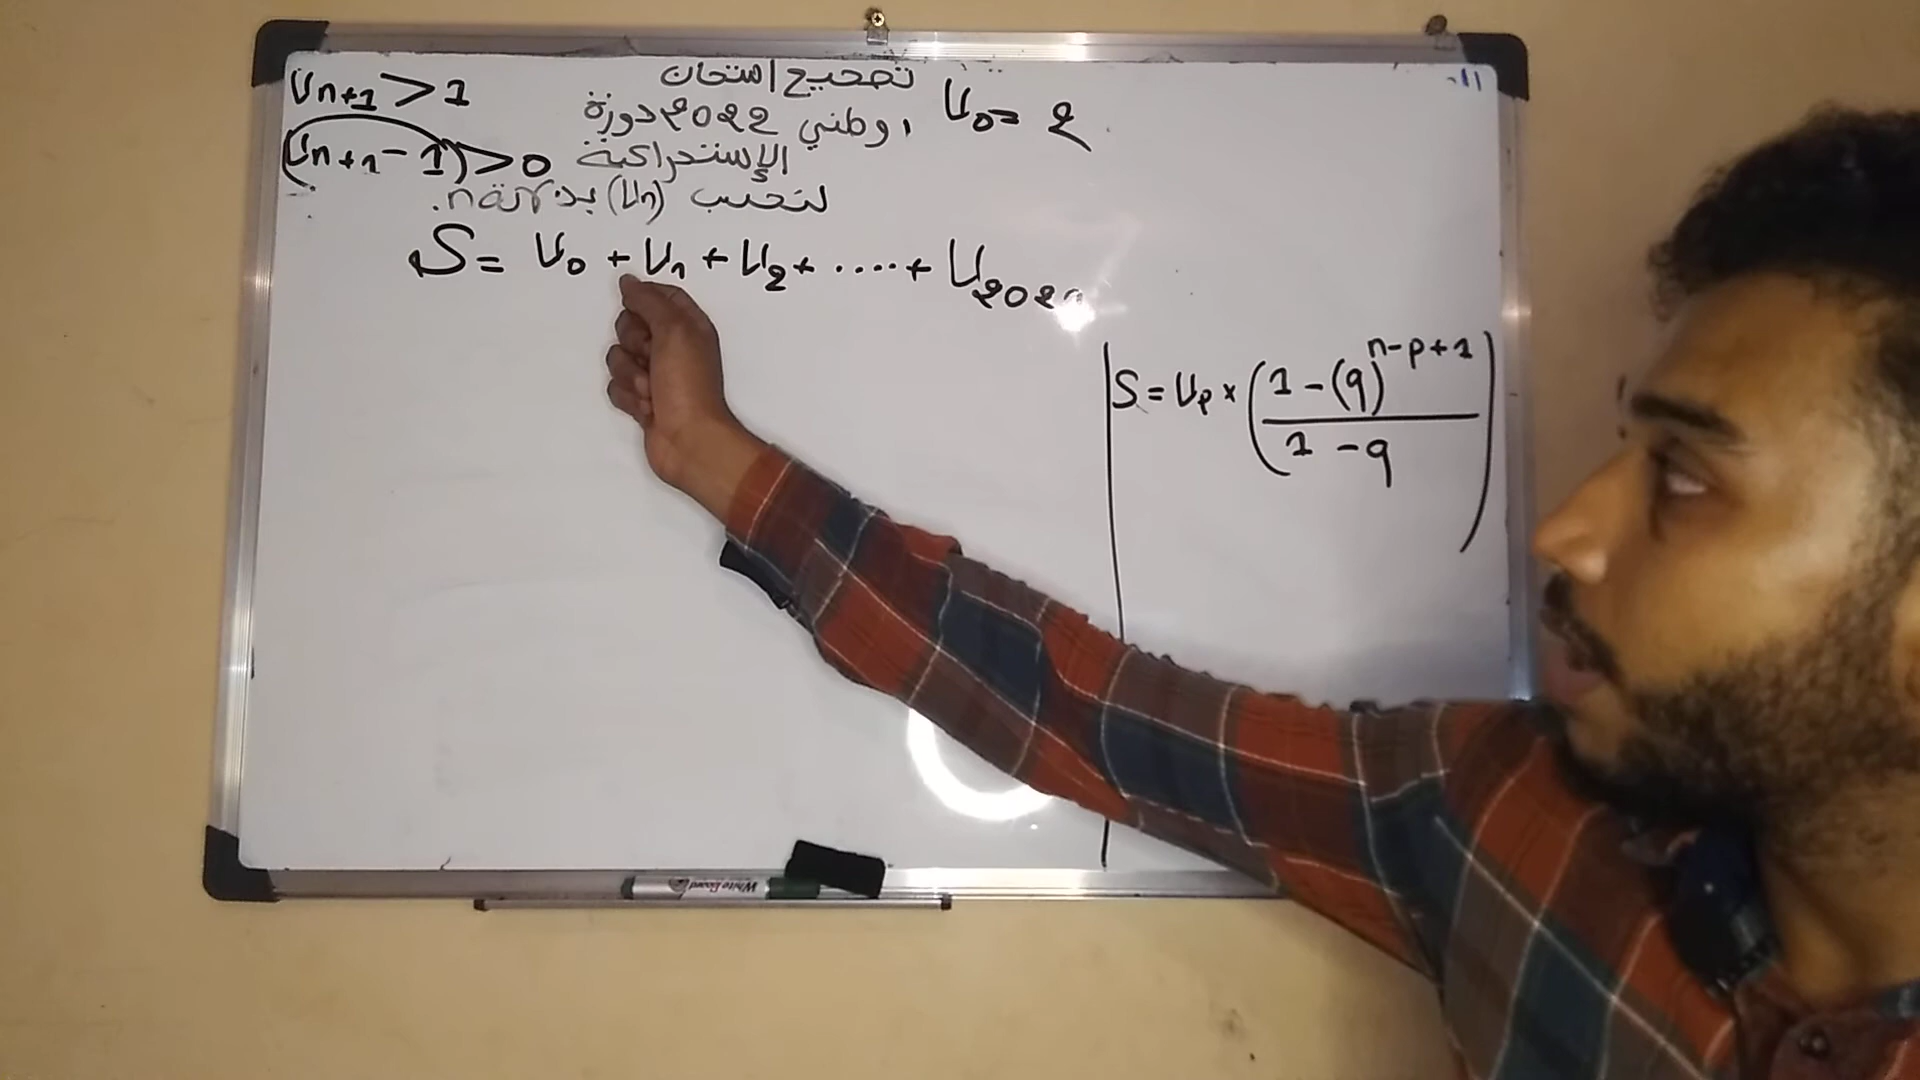 Un+1 > 1
(Un+1 - 1) > 0
تصحيح امتحان
وطني 2022 دورة
الإستدراكية
لنحسب (Un) بدلالة n.
U0 = 2
S = U0 + U1 + U2 + .... + U202
S = Up × (1 - (q)^n-p+1 / 1 - q)
White Board